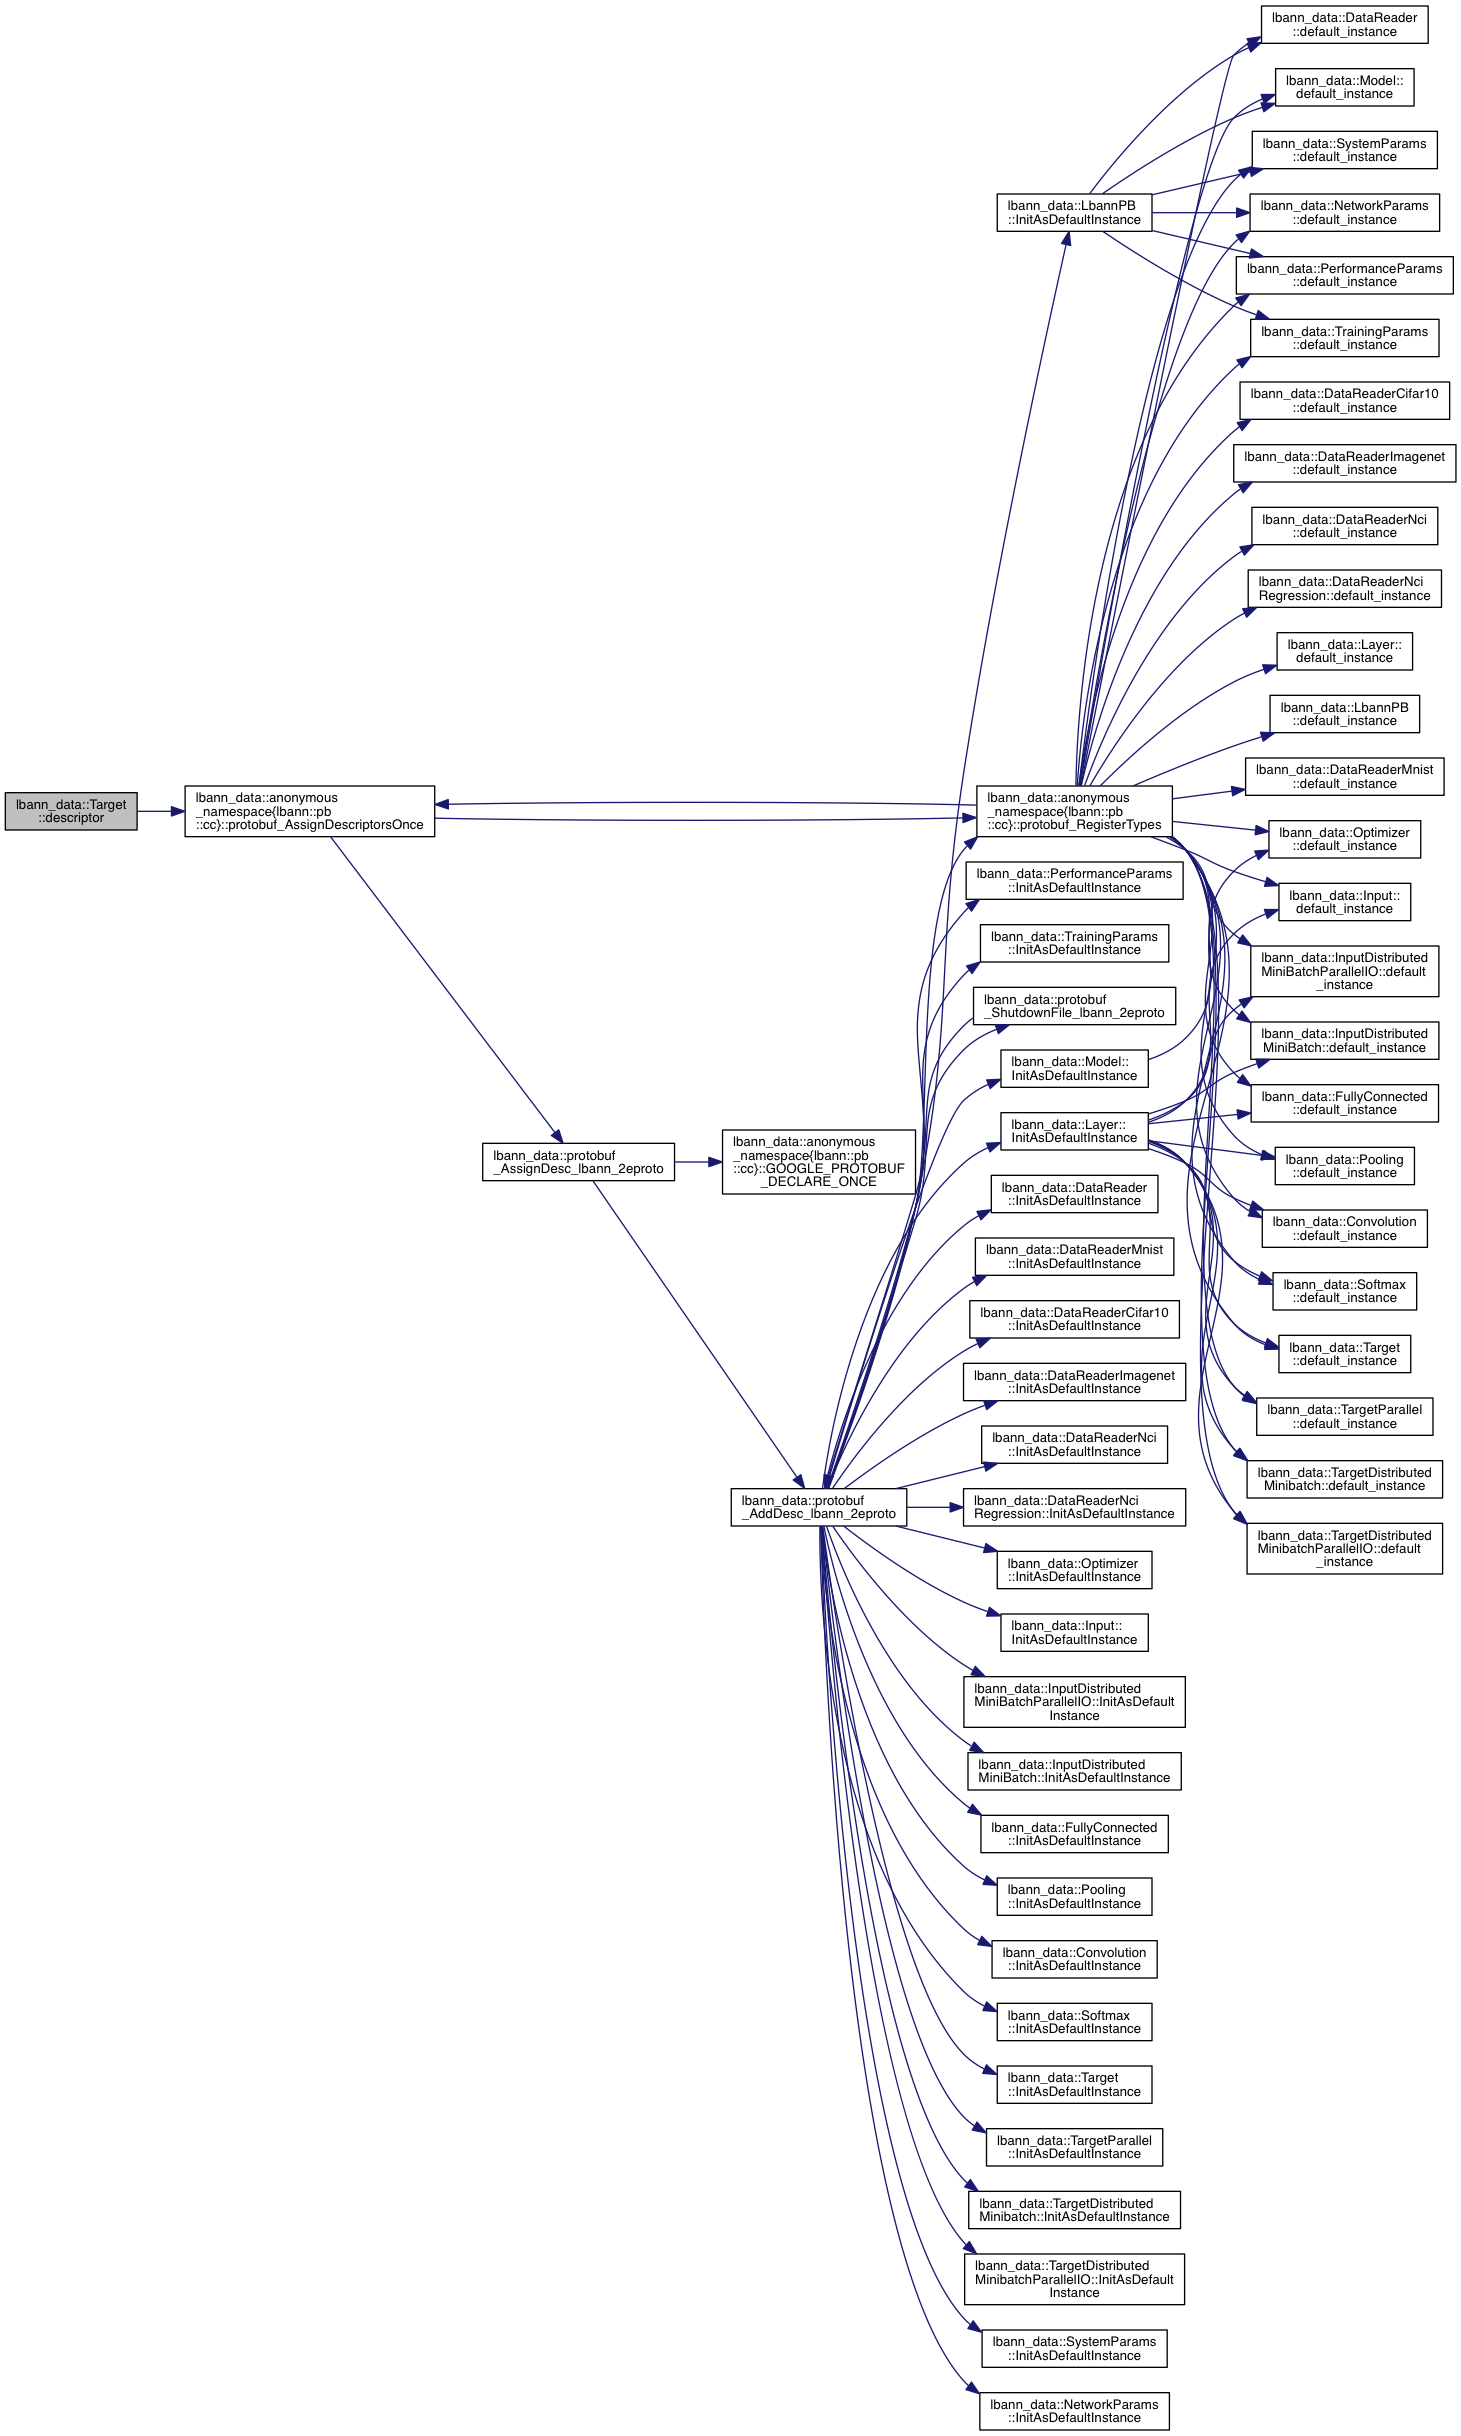 lbann_data::Target
::descriptor
lbann_data::anonymous
_namespace{lbann::pb
::cc}::protobuf_AssignDescriptorsOnce
lbann_data::protobuf
_AssignDesc_lbann_2eproto
lbann_data::anonymous
_namespace{lbann::pb
::cc}::GOOGLE_PROTOBUF
_DECLARE_ONCE
lbann_data::protobuf
_AddDesc_lbann_2eproto
lbann_data::LbannPB
::InitAsDefaultInstance
lbann_data::anonymous
_namespace{lbann::pb
::cc}::protobuf_RegisterTypes
lbann_data::PerformanceParams
::InitAsDefaultInstance
lbann_data::TrainingParams
::InitAsDefaultInstance
lbann_data::protobuf
_ShutdownFile_lbann_2eproto
lbann_data::Model::
InitAsDefaultInstance
lbann_data::Layer::
InitAsDefaultInstance
lbann_data::DataReader
::InitAsDefaultInstance
lbann_data::DataReaderMnist
::InitAsDefaultInstance
lbann_data::DataReaderCifar10
::InitAsDefaultInstance
lbann_data::DataReaderImagenet
::InitAsDefaultInstance
lbann_data::DataReaderNci
::InitAsDefaultInstance
lbann_data::DataReaderNci
Regression::InitAsDefaultInstance
lbann_data::Optimizer
::InitAsDefaultInstance
lbann_data::Input::
InitAsDefaultInstance
lbann_data::InputDistributed
MiniBatchParallelIO::InitAsDefault
Instance
lbann_data::InputDistributed
MiniBatch::InitAsDefaultInstance
lbann_data::FullyConnected
::InitAsDefaultInstance
lbann_data::Pooling
::InitAsDefaultInstance
lbann_data::Convolution
::InitAsDefaultInstance
lbann_data::Softmax
::InitAsDefaultInstance
lbann_data::Target
::InitAsDefaultInstance
lbann_data::TargetParallel
::InitAsDefaultInstance
lbann_data::TargetDistributed
Minibatch::InitAsDefaultInstance
lbann_data::TargetDistributed
MinibatchParallelIO::InitAsDefault
Instance
lbann_data::SystemParams
::InitAsDefaultInstance
lbann_data::NetworkParams
::InitAsDefaultInstance
lbann_data::DataReader
::default_instance
lbann_data::Model::
default_instance
lbann_data::SystemParams
::default_instance
lbann_data::NetworkParams
::default_instance
lbann_data::PerformanceParams
::default_instance
lbann_data::TrainingParams
::default_instance
lbann_data::DataReaderCifar10
::default_instance
lbann_data::DataReaderImagenet
::default_instance
lbann_data::DataReaderNci
::default_instance
lbann_data::DataReaderNci
Regression::default_instance
lbann_data::Layer::
default_instance
lbann_data::LbannPB
::default_instance
lbann_data::DataReaderMnist
::default_instance
lbann_data::Optimizer
::default_instance
lbann_data::Input::
default_instance
lbann_data::InputDistributed
MiniBatchParallelIO::default
_instance
lbann_data::InputDistributed
MiniBatch::default_instance
lbann_data::FullyConnected
::default_instance
lbann_data::Pooling
::default_instance
lbann_data::Convolution
::default_instance
lbann_data::Softmax
::default_instance
lbann_data::Target
::default_instance
lbann_data::TargetParallel
::default_instance
lbann_data::TargetDistributed
Minibatch::default_instance
lbann_data::TargetDistributed
MinibatchParallelIO::default
_instance